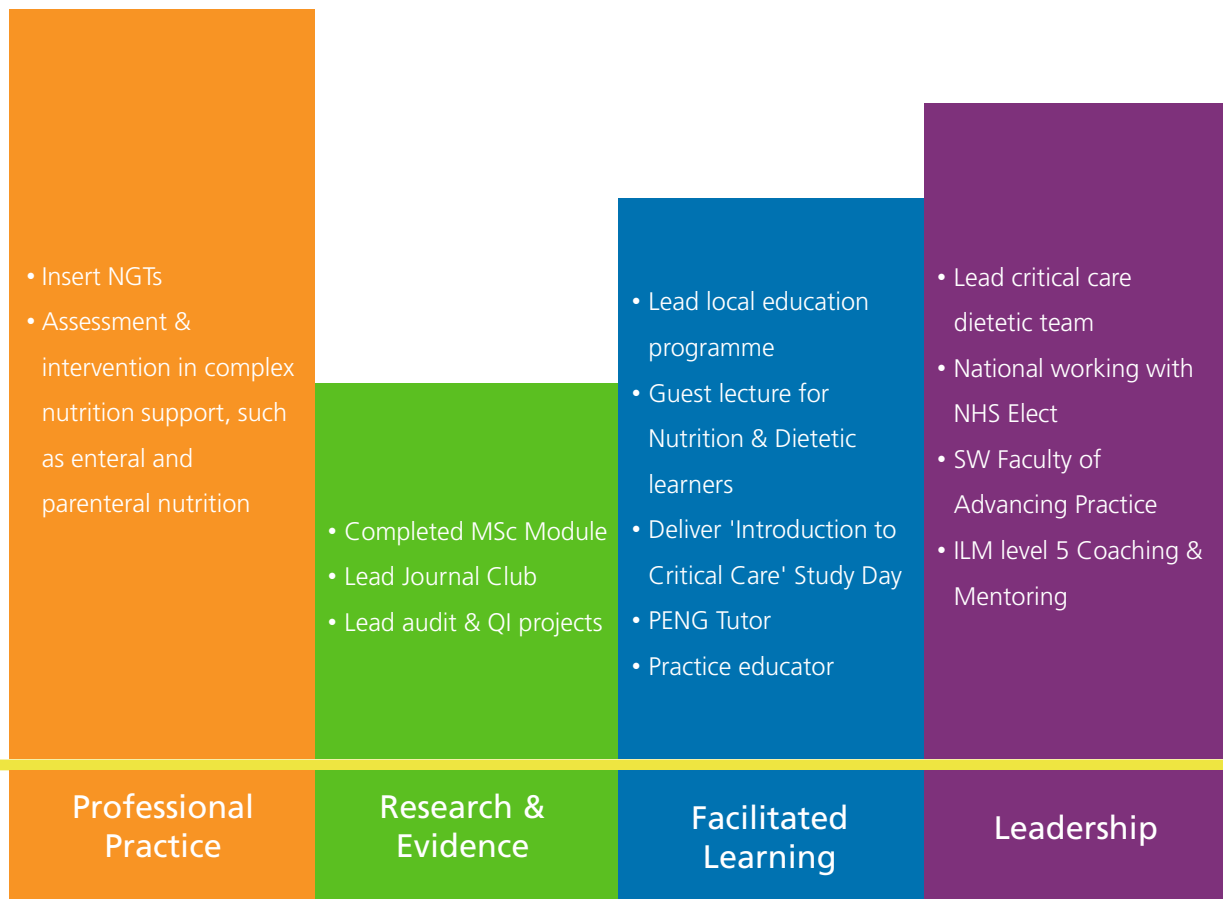 • Insert NGTs
• Assessment &
intervention in complex
nutrition support, such
as enteral and
parenteral nutrition
Professional
Practice
• Completed MSc Module
• Lead Journal Club
• Lead audit & QI projects
Research &
Evidence
• Lead local education
programme
• Guest lecture for
Nutrition & Dietetic
learners
• Deliver 'Introduction to
Critical Care' Study Day
• PENG Tutor
• Practice educator
Facilitated
Learning
• Lead critical care
dietetic team
• National working with
NHS Elect
• SW Faculty of
Advancing Practice
• ILM level 5 Coaching &
Mentoring
Leadership